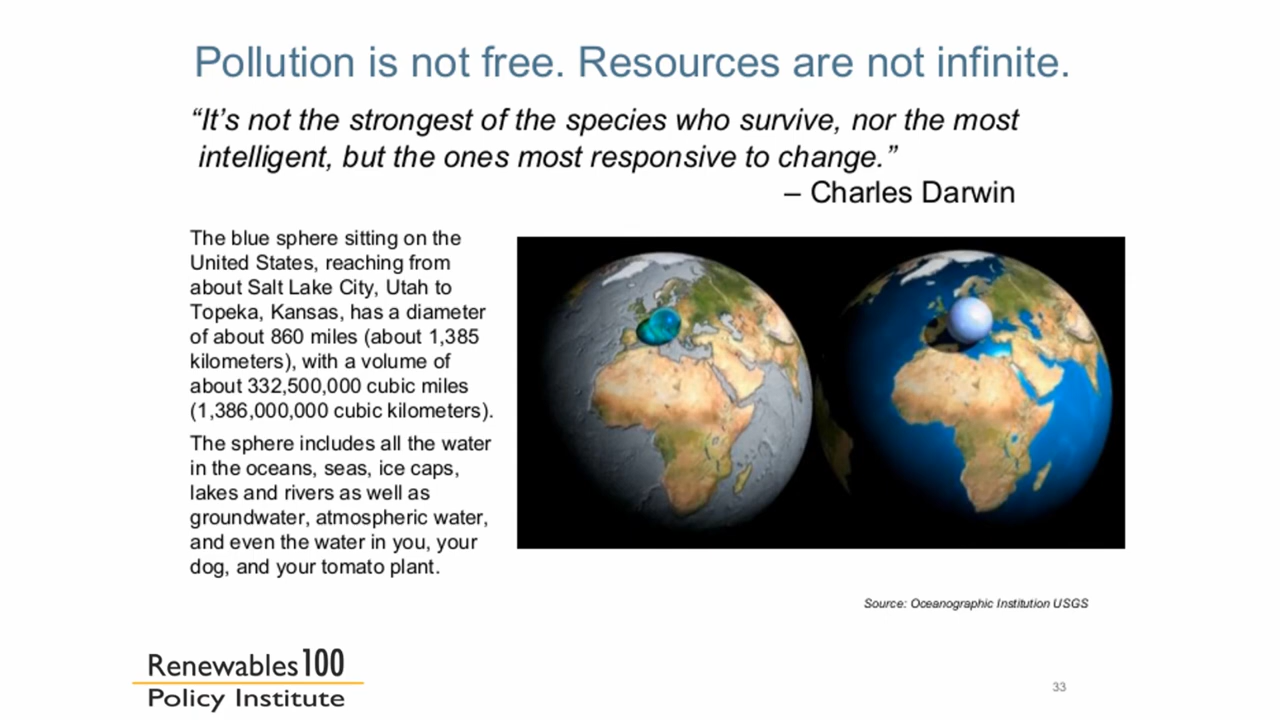 Pollution is not free. Resources are not infinite.
“It’s not the strongest of the species who survive, nor the most
intelligent, but the ones most responsive to change.”
– Charles Darwin
The blue sphere sitting on the
United States, reaching from
about Salt Lake City, Utah to
Topeka, Kansas, has a diameter
of about 860 miles (about 1,385
kilometers), with a volume of
about 332,500,000 cubic miles
(1,386,000,000 cubic kilometers).
The sphere includes all the water
in the oceans, seas, ice caps,
lakes and rivers as well as
groundwater, atmospheric water,
and even the water in you, your
dog, and your tomato plant.
Source: Oceanographic Institution USGS
Renewables100
Policy Institute
33